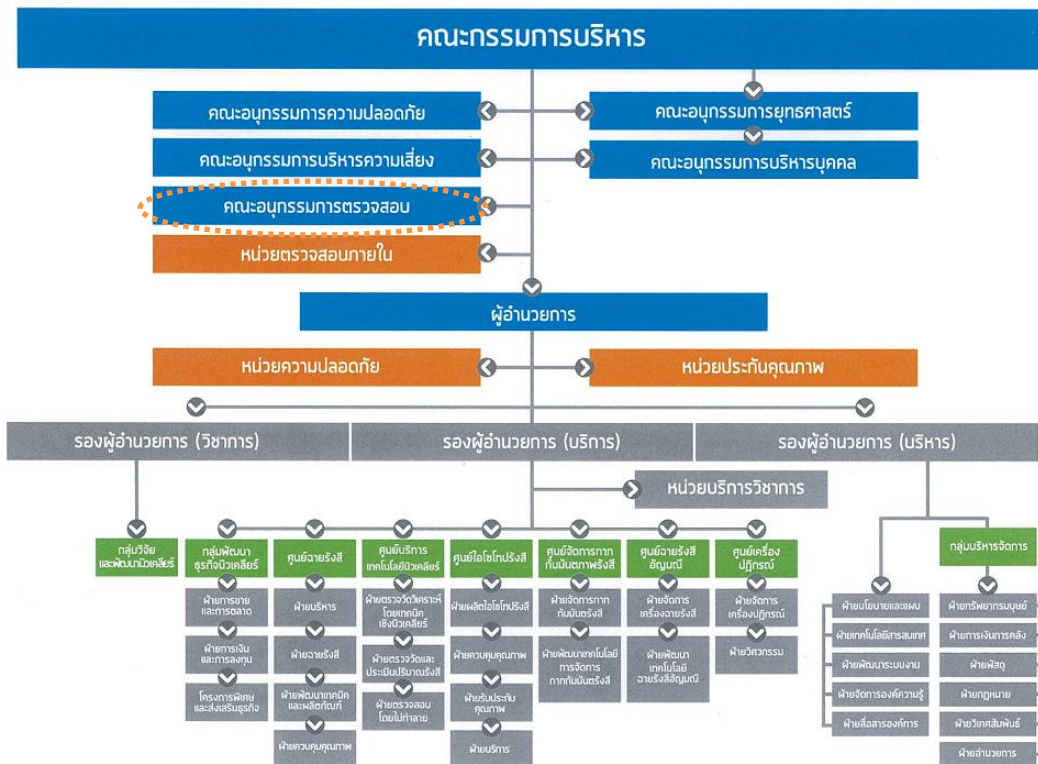 คณะกรรมการบริหาร
คณะอนุกรรมการความปลอดภัย
คณะอนุกรรมการยุทธศาสตร์
คณะอนุกรรมการบริหารความเสี่ยง
คณะอนุกรรมการบริหารบุคคล
คณะอนุกรรมการตรวจสอบ
หน่วยตรวจสอบภายใน
ผู้อำนวยการ
หน่วยความปลอดภัย
หน่วยประกันคุณภาพ
รองผู้อำนวยการ (วิชาการ)
รองผู้อำนวยการ (บริการ)
รองผู้อำนวยการ (บริหาร)
หน่วยบริการวิชาการ
กลุ่มวิจัย
และพัฒนานิวเคลียร์
กลุ่มพัฒนา
ธุรกิจนิวเคลียร์
ฝ่ายการขาย
และการตลาด
ฝ่ายการเงิน
และการลงทุน
โครงการพิเศษ
และส่งเสริมธุรกิจ
ศูนย์ฉายรังสี
ฝ่ายบริหาร
ฝ่ายฉายรังสี
ฝ่ายพัฒนาเทคนิค
และผลิตภัณฑ์
ฝ่ายควบคุมคุณภาพ
ศูนย์บริการ
เทคโนโลยีนิวเคลียร์
ฝ่ายตรวจวัดวิเคราะห์
โดยเทคนิค
เชิงนิวเคลียร์
ฝ่ายตรวจวัดและ
ประเมินปริมาณรังสี
ฝ่ายตรวจสอบ
โดยไม่ทำลาย
ศูนย์ไอโซโทปรังสี
ฝ่ายผลิตไอโซโทปรังสี
ฝ่ายควบคุมคุณภาพ
ฝ่ายรับประกัน
คุณภาพ
ฝ่ายบริการ
ศูนย์จัดการกาก
กัมมันตภาพรังสี
ฝ่ายจัดการกาก
กัมมันตรังสี
ฝ่ายพัฒนาเทคโนโลยี
การจัดการ
กากกัมมันตรังสี
ศูนย์ฉายรังสี
อัญมณี
ฝ่ายจัดการ
เครื่องฉายรังสี
ฝ่ายพัฒนา
เทคโนโลยี
ฉายรังสีอัญมณี
ศูนย์เครื่อง
ปฏิกรณ์
ฝ่ายจัดการ
เครื่องปฏิกรณ์
ฝ่ายวิศวกรรม
ฝ่ายนโยบายและแผน
ฝ่ายเทคโนโลยีสารสนเทศ
ฝ่ายพัฒนาระบบงาน
ฝ่ายจัดการองค์ความรู้
ฝ่ายสื่อสารองค์การ
กลุ่มบริหารจัดการ
ฝ่ายทรัพยากรมนุษย์
ฝ่ายการเงินการคลัง
ฝ่ายพัสดุ
ฝ่ายกฎหมาย
ฝ่ายวิเทศสัมพันธ์
ฝ่ายอำนวยการ